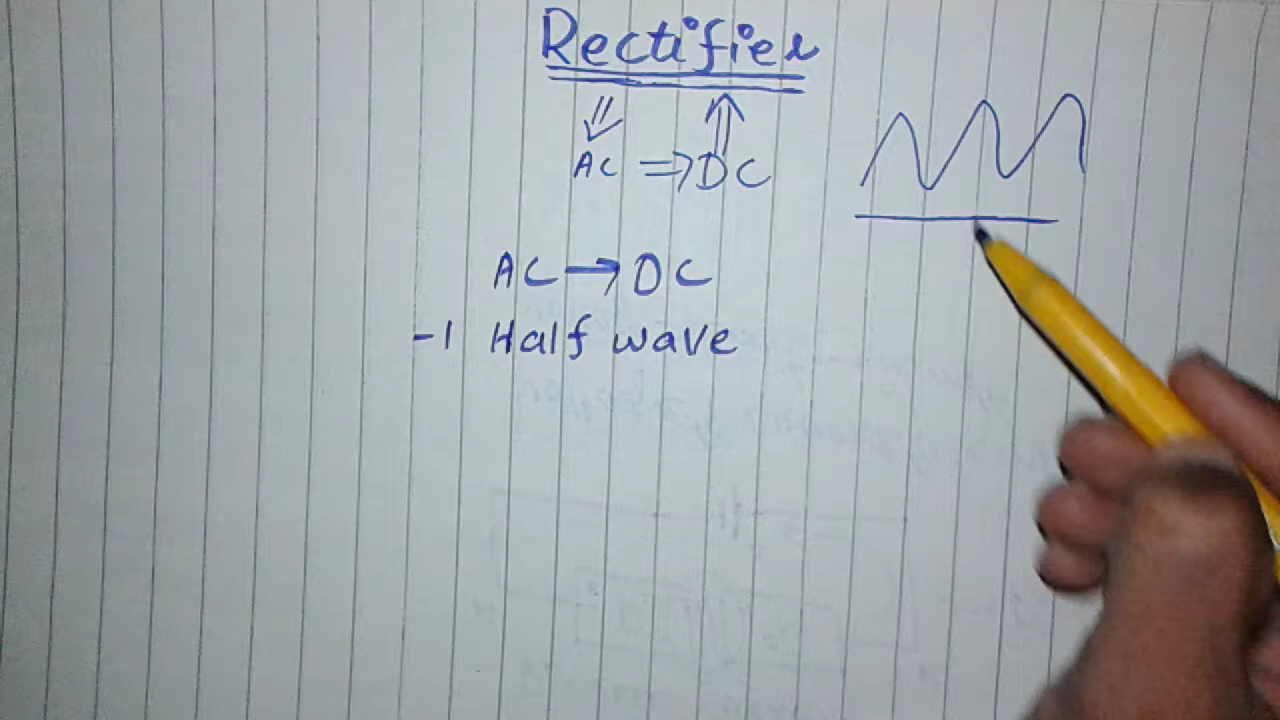 Rectifier
AC ⇒ DC
AC → DC
-1 Half wave